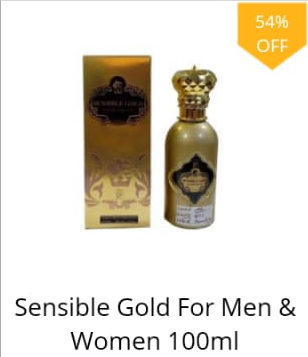 54%
OFF
SENSIBLE GOLD
Sensible Gold For Men &
Women 100ml